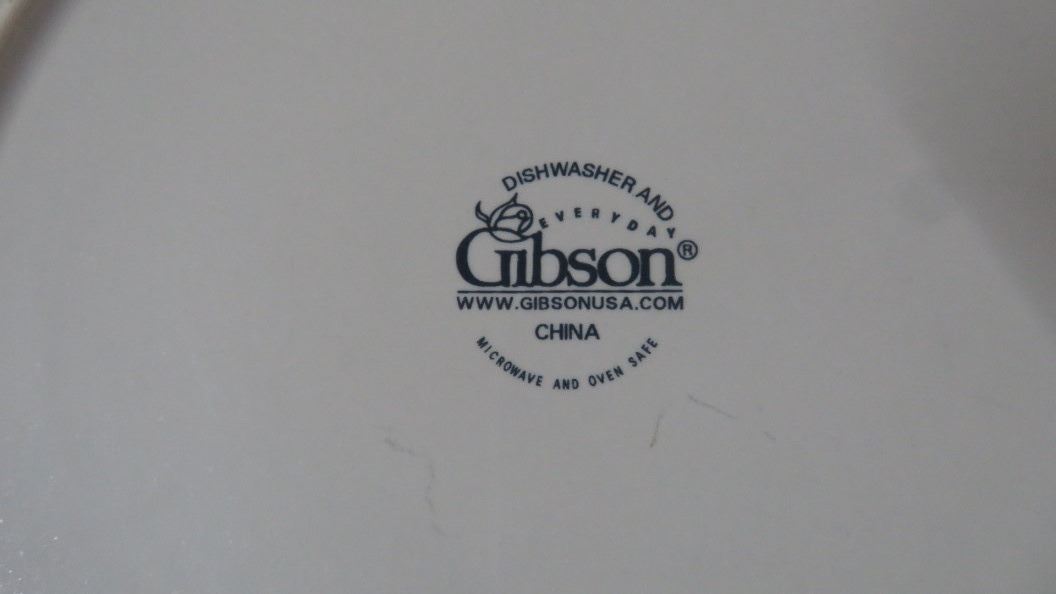 DISHWASHER AND
EVERYDAY
Gibson®
WWW.GIBSONUSA.COM
CHINA
MICROWAVE AND OVEN SAFE